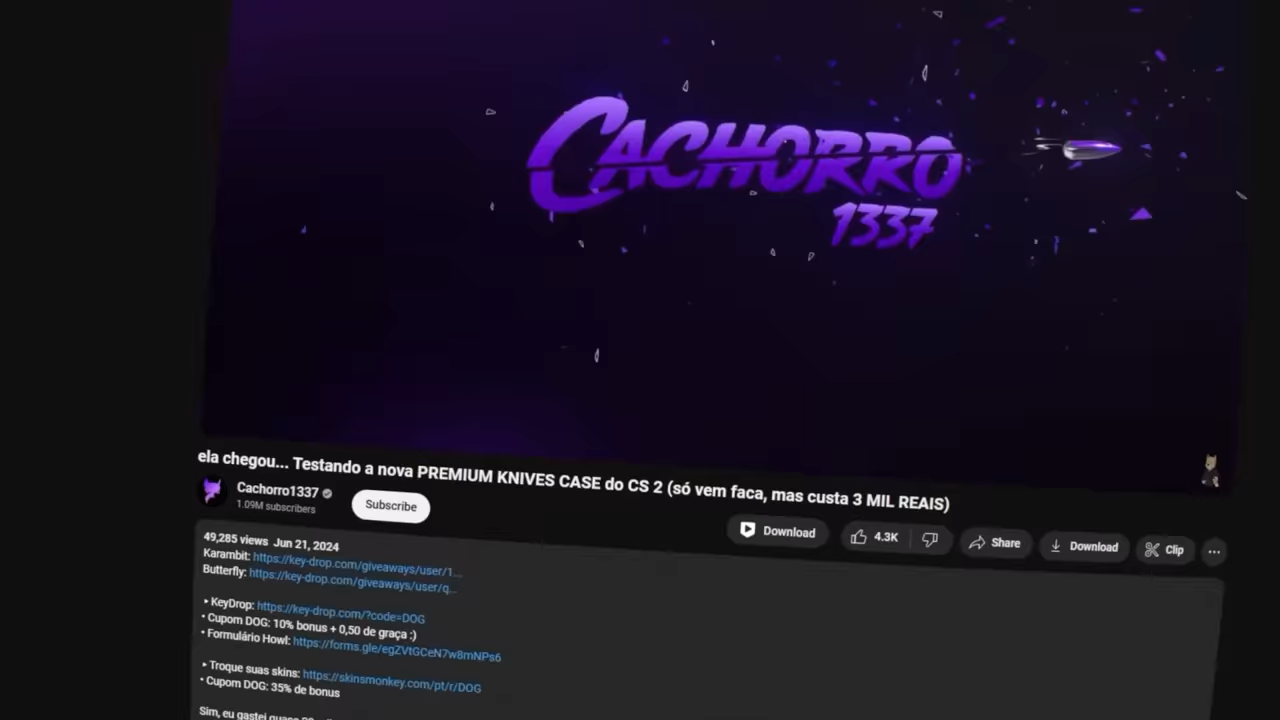 CACHORRO
1337
ela chegou... Testando a nova PREMIUM KNIVES CASE do CS 2 (só vem faca, mas custa 3 MIL REAIS)
Cachorro1337
1.09M subscribers
Subscribe
Download
4.3K
Share
Download
Clip
49,285 views Jun 21, 2024
Karambit: https://key-drop.com/giveaways/user/1...
Butterfly: https://key-drop.com/giveaways/user/q...
▸ KeyDrop: https://key-drop.com/?code=DOG
• Cupom DOG: 10% bonus + 0,50 de graça :)
• Formulário Howl: https://forms.gle/egZVtGCeN7w8mNPs6
▸ Troque suas skins: https://skinsmonkey.com/pt/r/DOG
• Cupom DOG: 35% de bonus
Sim, eu gastei quase